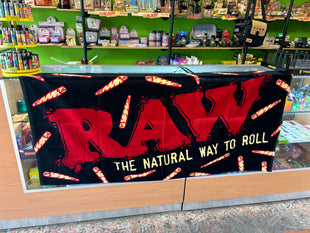 RAW
THE NATURAL WAY TO ROLL